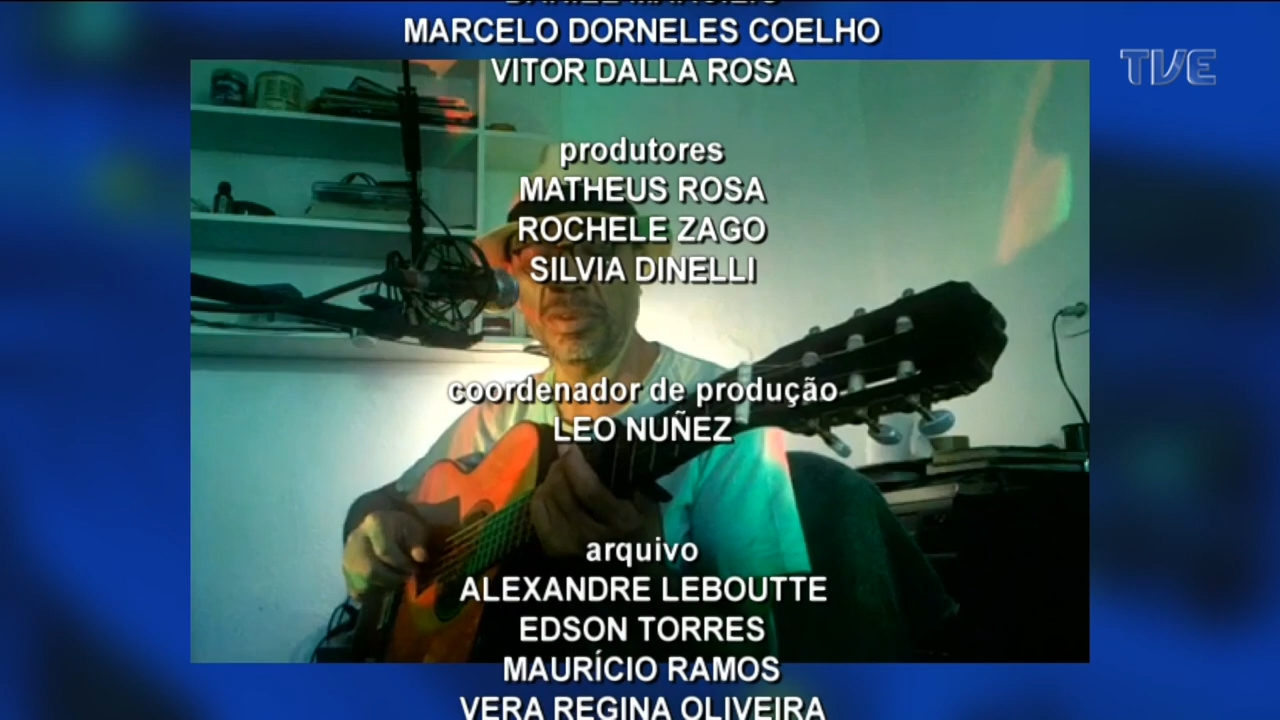 MARCELO DORNELES COELHO
TVE
VITOR DALLA ROSA
produtores
MATHEUS ROSA
ROCHELE ZAGO
SILVIA DINELLI
coordenador de produção
LEO NUÑEZ
arquivo
ALEXANDRE LEBOUTTE
EDSON TORRES
MAURÍCIO RAMOS
VERA REGINA OLIVEIRA